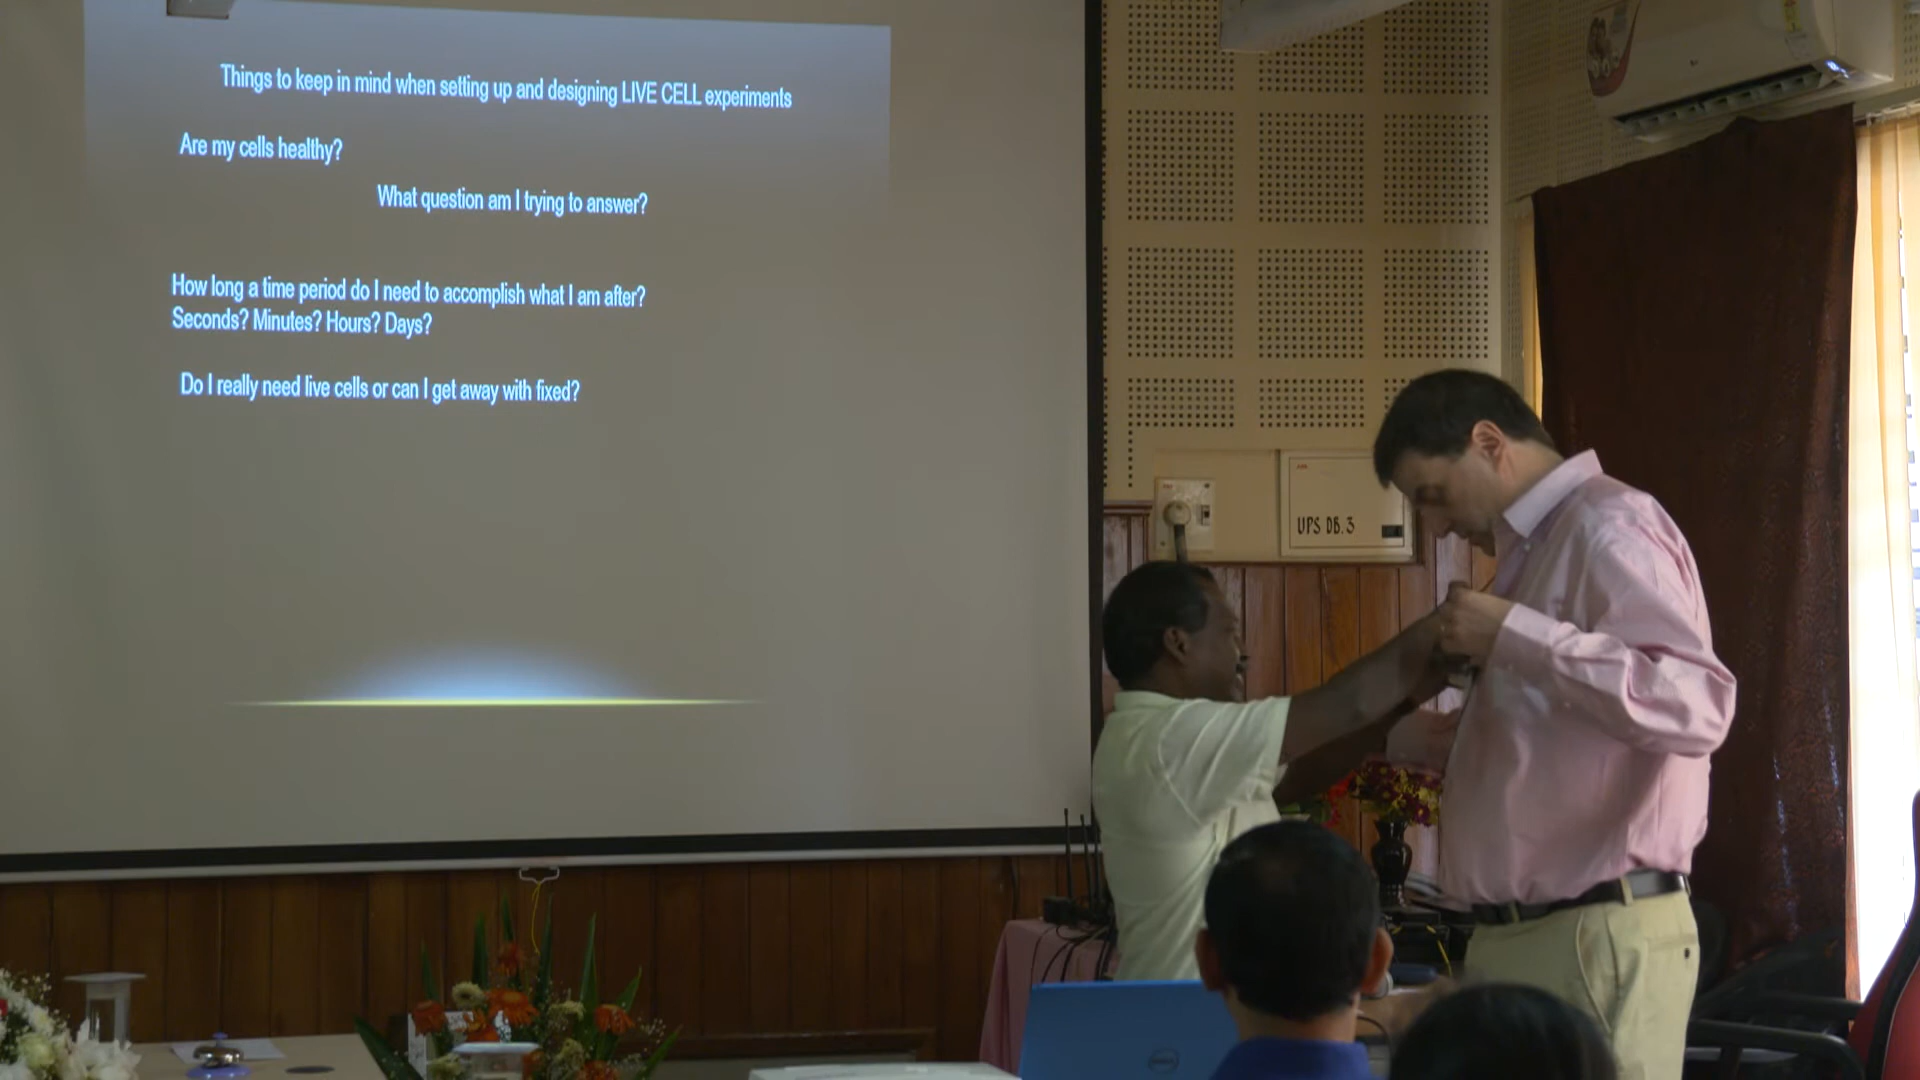 Things to keep in mind when setting up and designing LIVE CELL experiments
Are my cells healthy?
What question am I trying to answer?
How long a time period do I need to accomplish what I am after?
Seconds? Minutes? Hours? Days?
Do I really need live cells or can I get away with fixed?
UPS DB.3
DELL